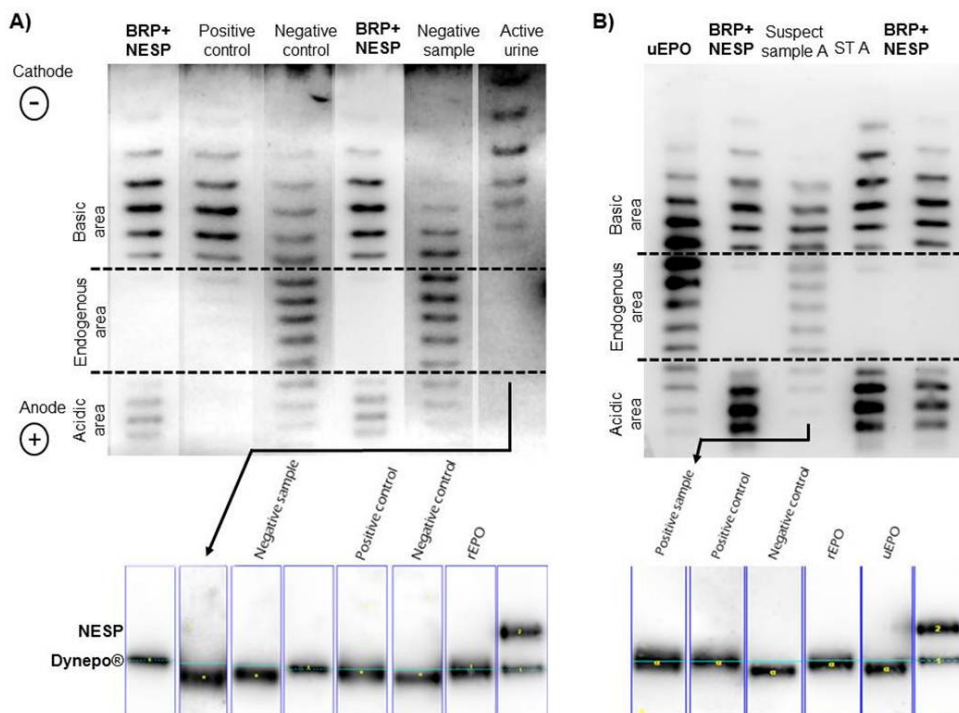 A)
BRP+
NESP
Positive
control
Negative
control
BRP+
NESP
Negative
sample
Active
urine
Cathode
-
Basic
area
Endogenous
area
Acidic
area
Anode
+
Negative sample
Positive control
Negative control
rEPO
NESP
Dynepo®
B)
uEPO
BRP+
NESP
Suspect
sample A
ST A
BRP+
NESP
Basic
area
Endogenous
area
Acidic
area
Positive sample
Positive control
Negative control
rEPO
uEPO